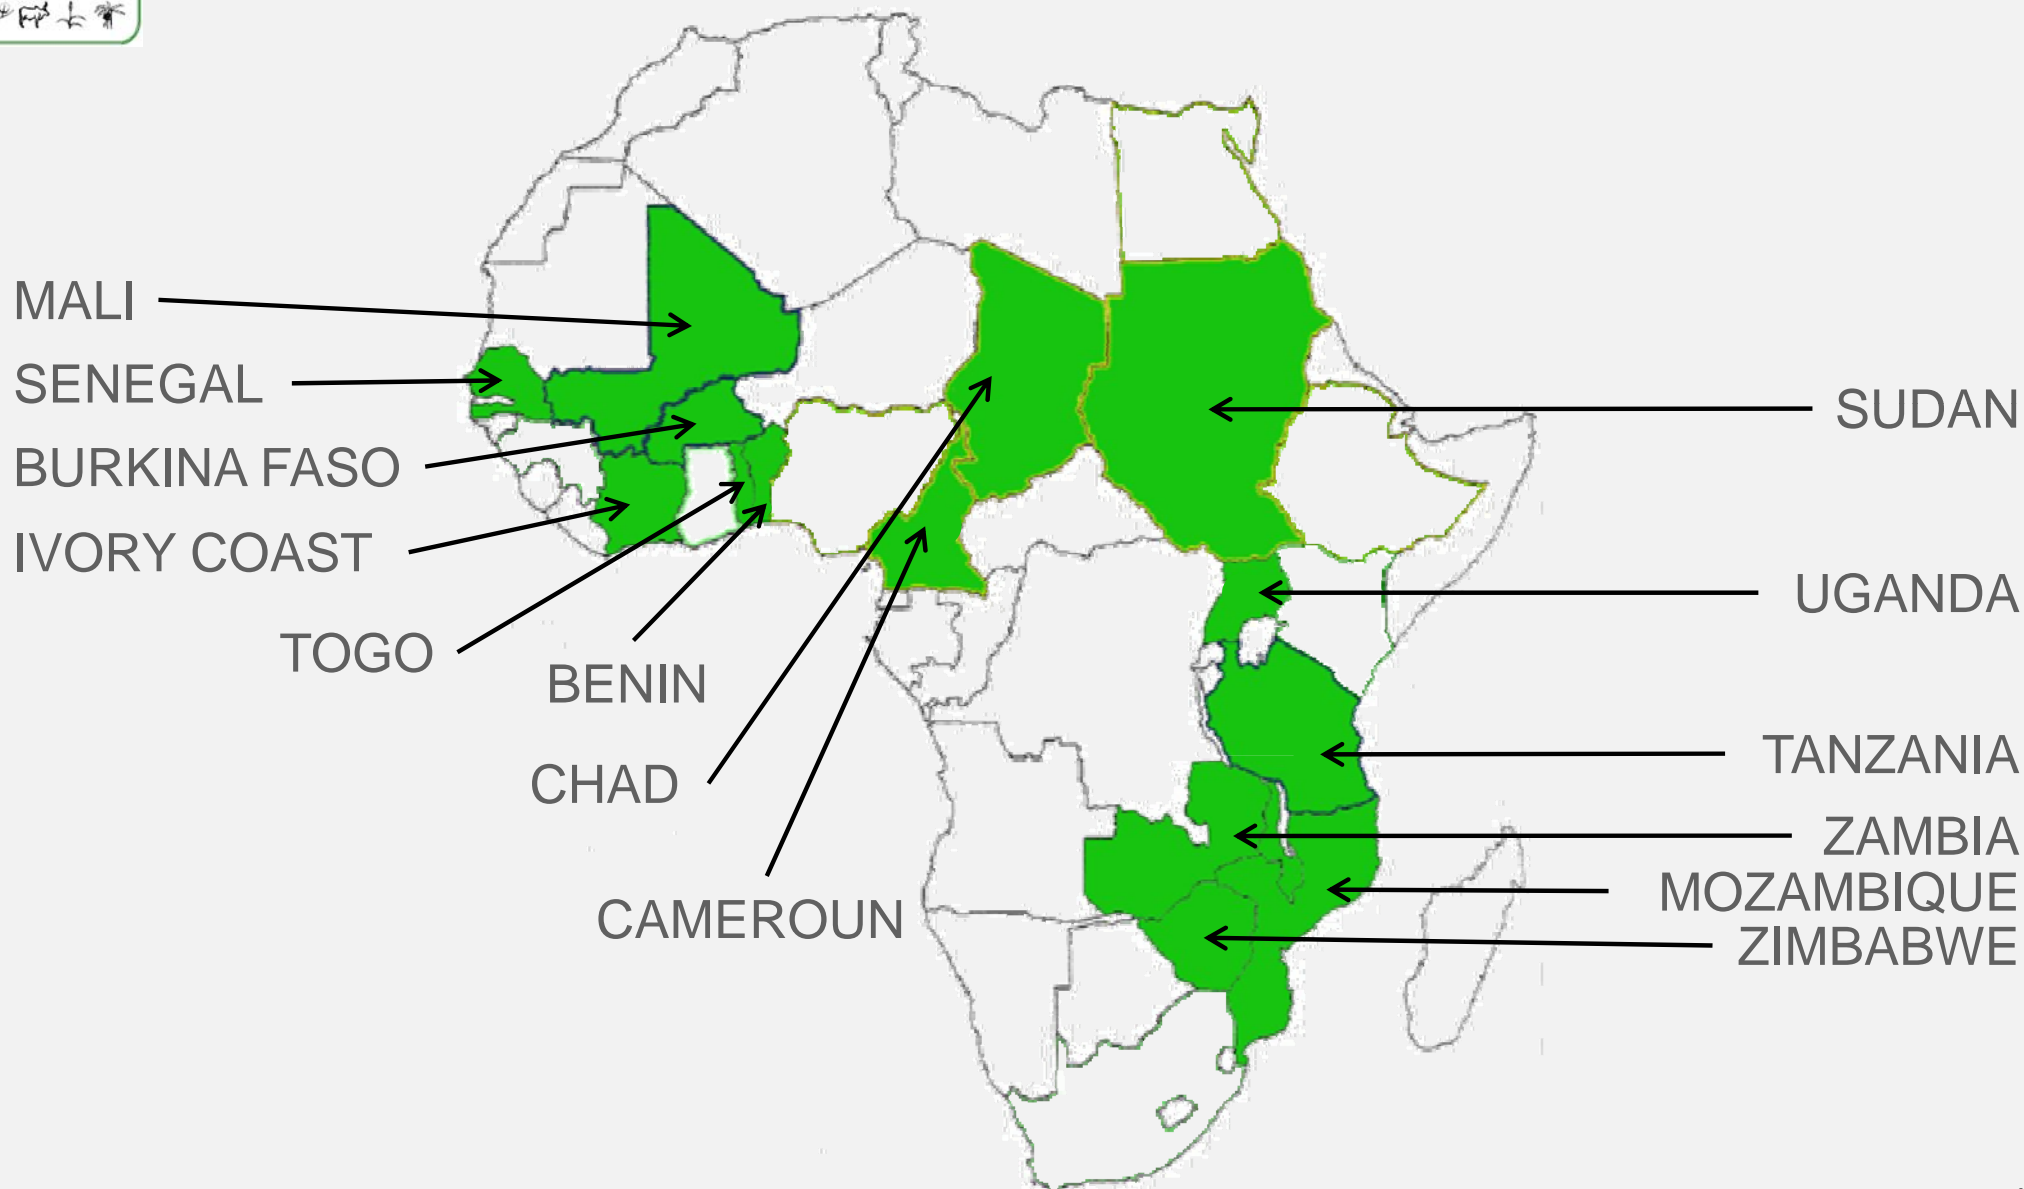 MALI
SENEGAL
BURKINA FASO
IVORY COAST
TOGO
BENIN
CHAD
CAMEROUN
SUDAN
UGANDA
TANZANIA
ZAMBIA
MOZAMBIQUE
ZIMBABWE